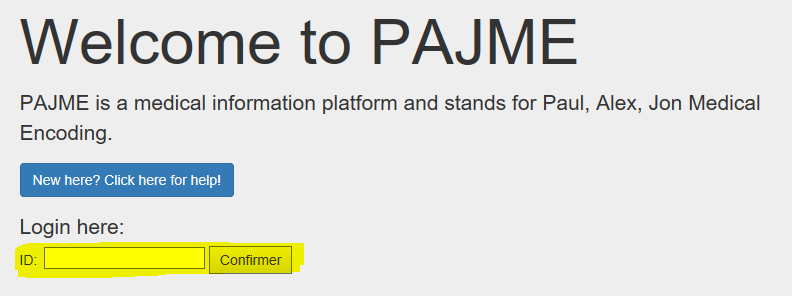 Welcome to PAJME
PAJME is a medical information platform and stands for Paul, Alex, Jon Medical
Encoding.
New here? Click here for help!
Login here:
ID: Confirmer